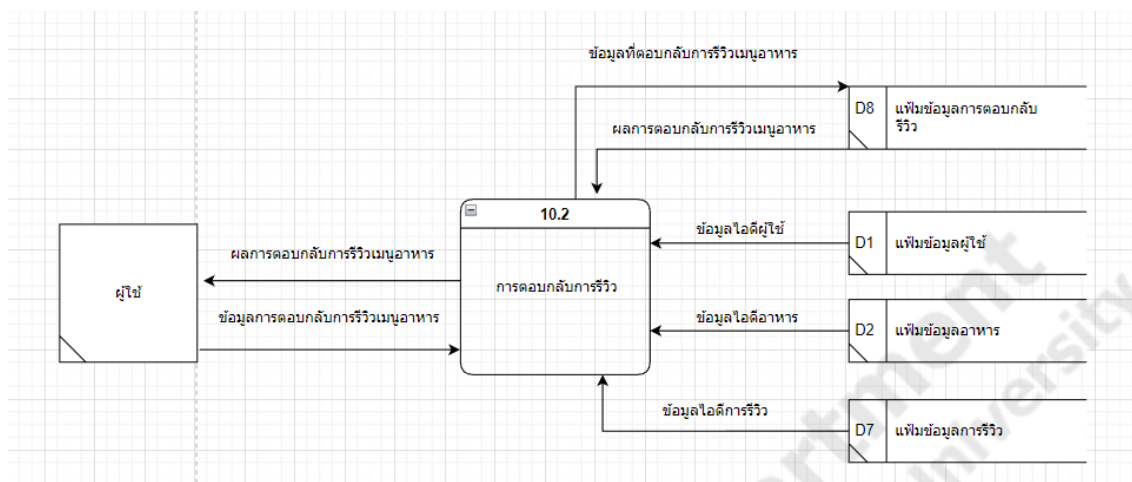 ข้อมูลที่ตอบกลับการรีวิวเมนูอาหาร
D8
แฟ้มข้อมูลการตอบกลับ
รีวิว
ผลการตอบกลับการรีวิวเมนูอาหาร
10.2
การตอบกลับการรีวิว
ข้อมูลไอดีผู้ใช้
D1
แฟ้มข้อมูลผู้ใช้
ผลการตอบกลับการรีวิวเมนูอาหาร
ผู้ใช้
ข้อมูลการตอบกลับการรีวิวเมนูอาหาร
ข้อมูลไอดีอาหาร
D2
แฟ้มข้อมูลอาหาร
ข้อมูลไอดีการรีวิว
D7
แฟ้มข้อมูลการรีวิว